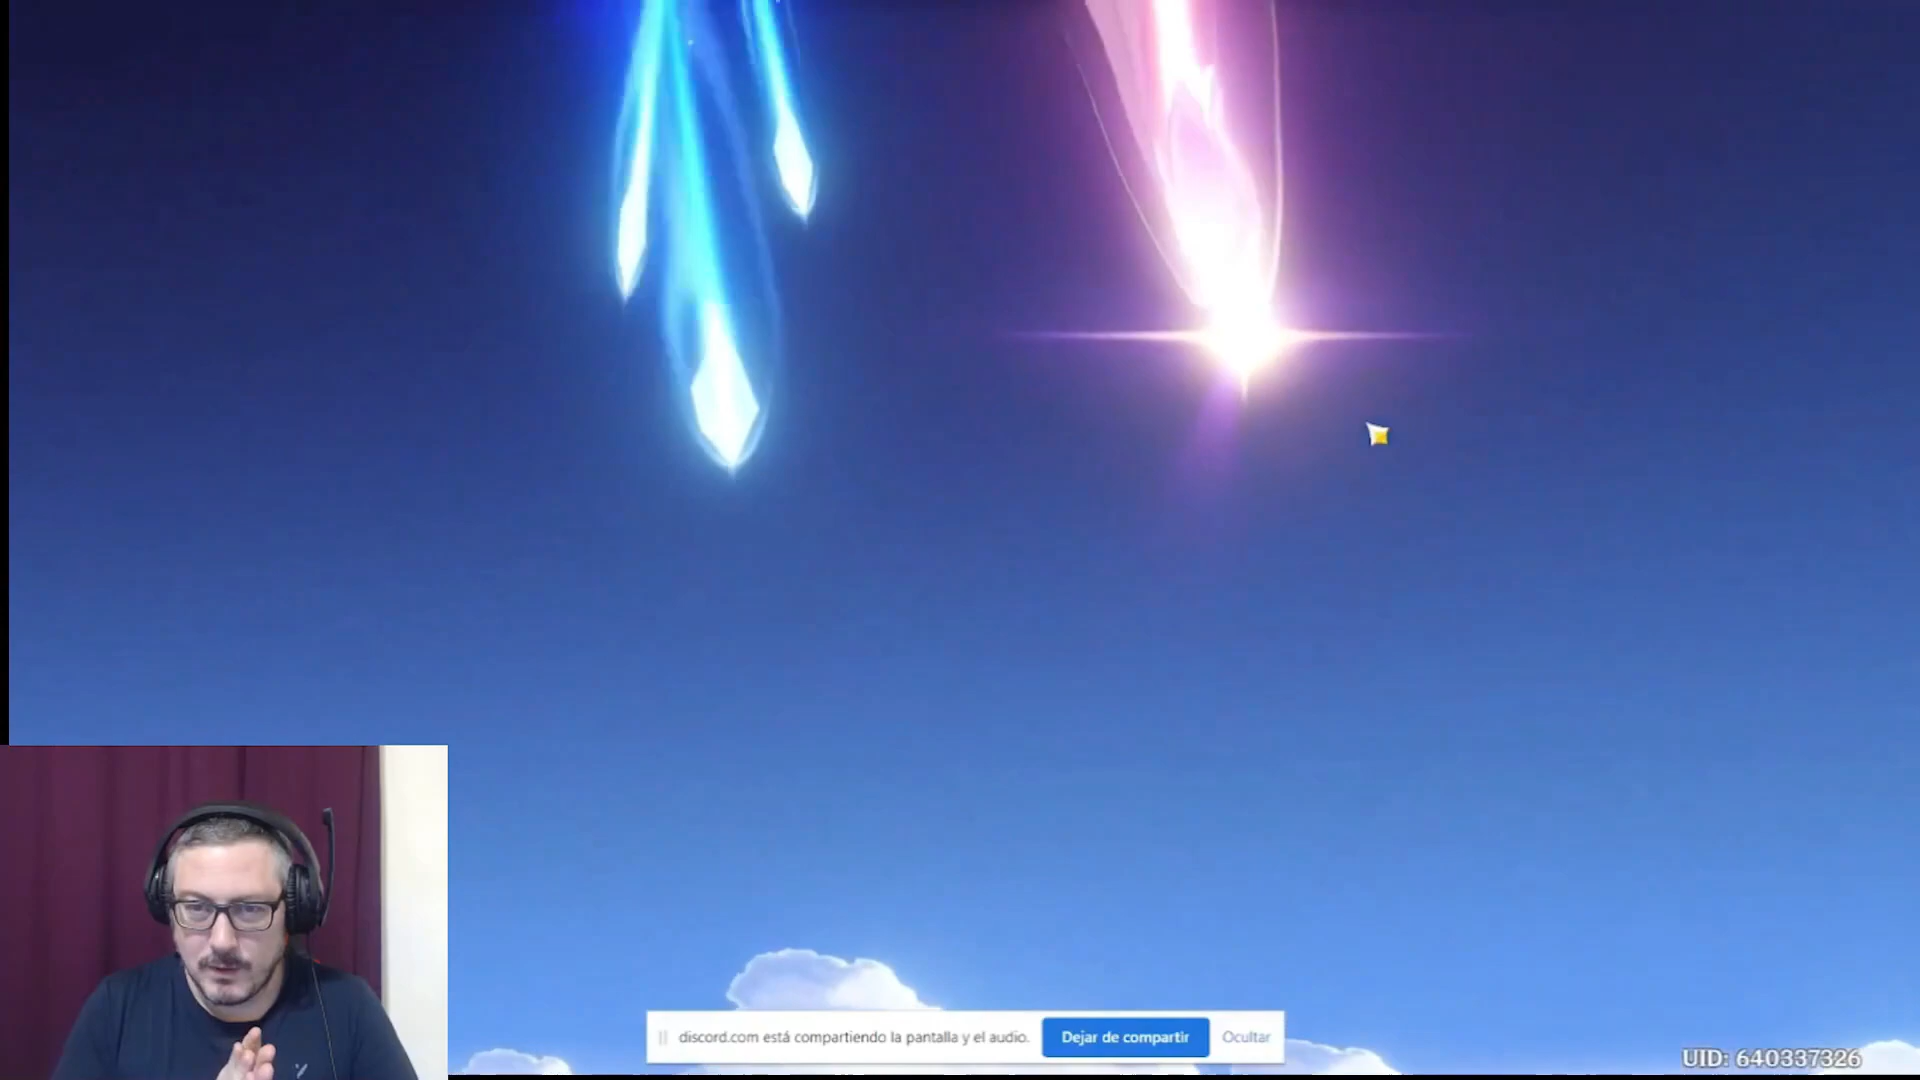 discord.com está compartiendo la pantalla y el audio. Dejar de compartir Ocultar
UID: 640337326